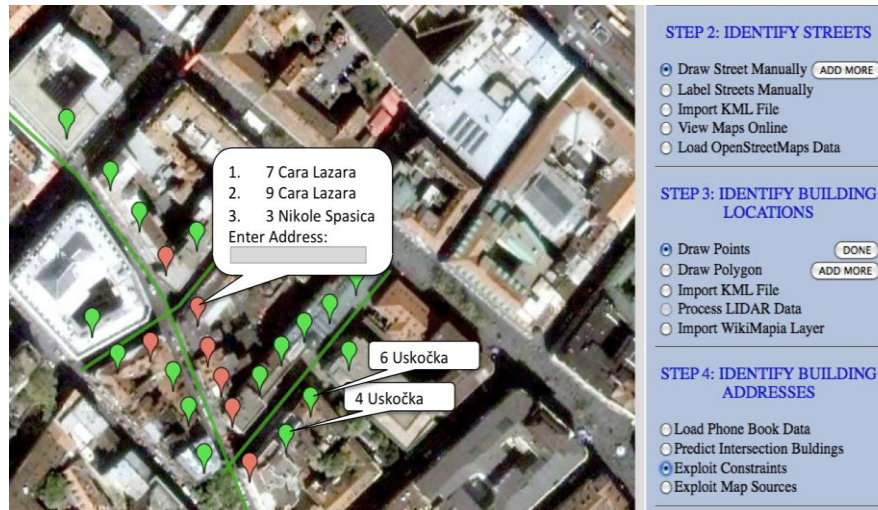 1. 7 Cara Lazara
2. 9 Cara Lazara
3. 3 Nikole Spasica
Enter Address:
6 Uskočka
4 Uskočka
STEP 2: IDENTIFY STREETS
Draw Street Manually ADD MORE
Label Streets Manually
Import KML File
View Maps Online
Load OpenStreetMaps Data
STEP 3: IDENTIFY BUILDING
LOCATIONS
Draw Points DONE
Draw Polygon ADD MORE
Import KML File
Process LIDAR Data
Import WikiMapia Layer
STEP 4: IDENTIFY BUILDING
ADDRESSES
Load Phone Book Data
Predict Intersection Buldings
Exploit Constraints
Exploit Map Sources